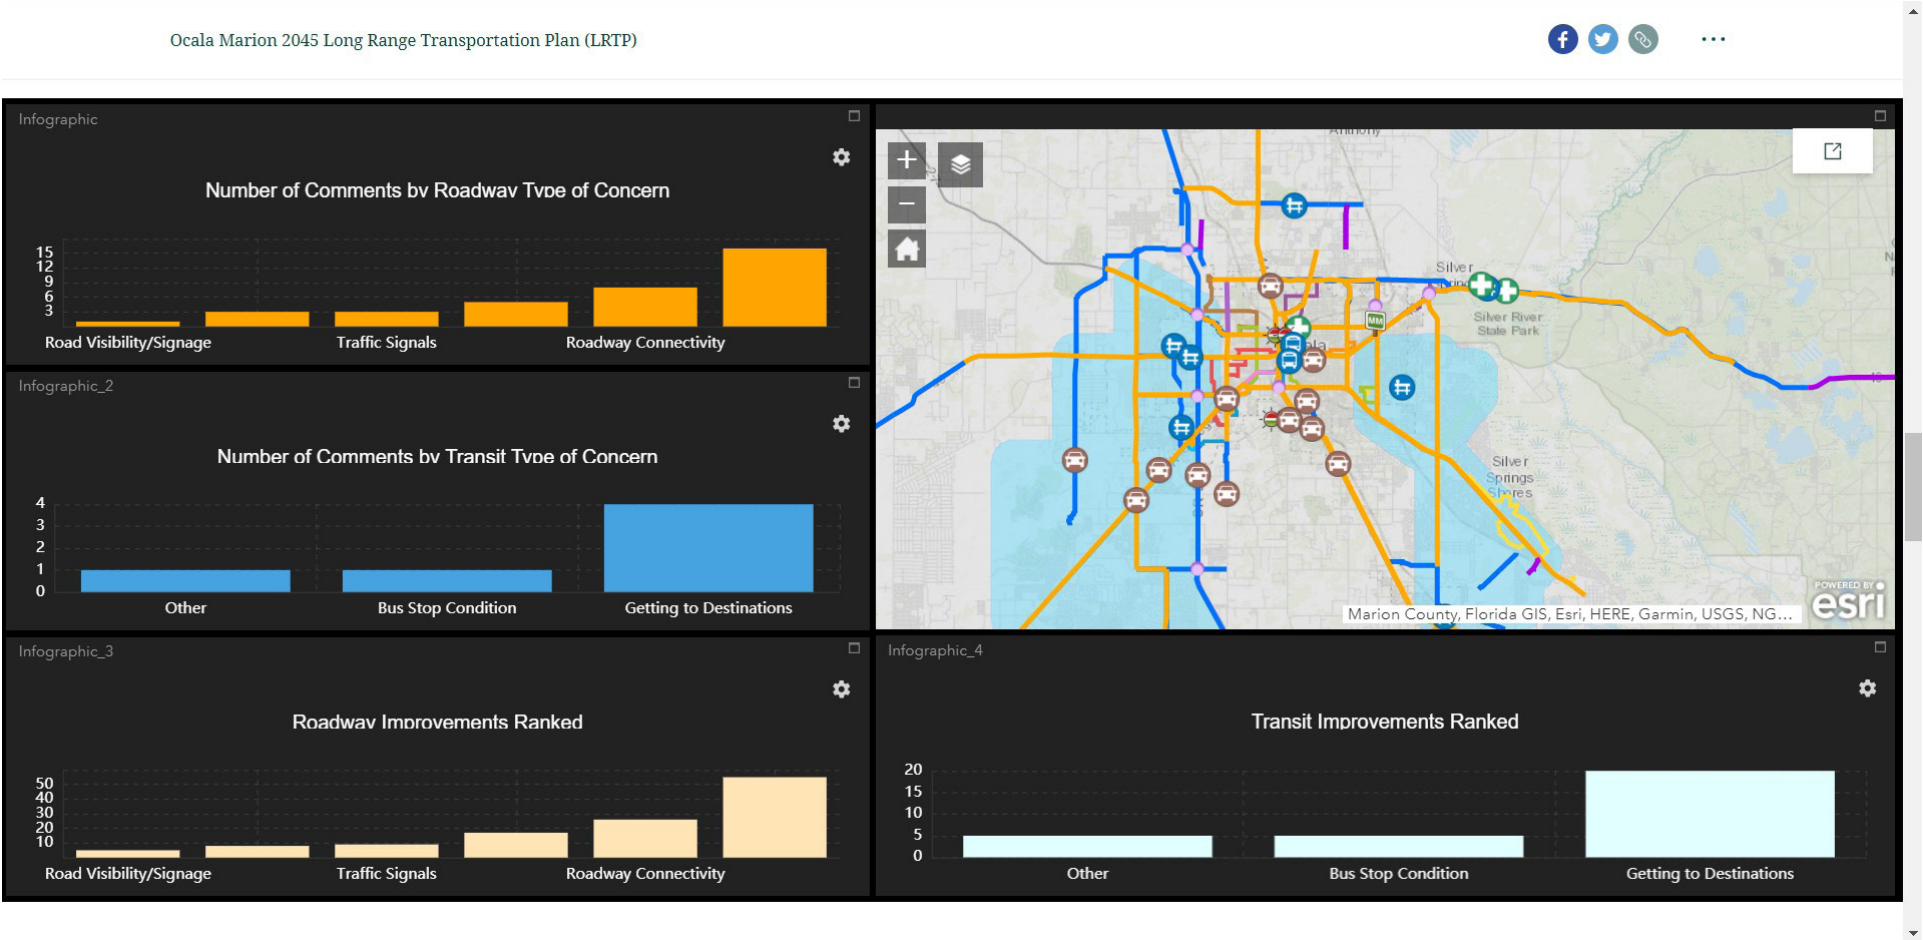 Ocala Marion 2045 Long Range Transportation Plan (LRTP)
Infographic
Number of Comments by Roadway Type of Concern
15
12
9
6
3
Road Visibility/Signage
Traffic Signals
Roadway Connectivity
Infographic_2
Number of Comments by Transit Type of Concern
4
3
2
1
0
Other
Bus Stop Condition
Getting to Destinations
Infographic_3
Roadway Improvements Ranked
50
40
30
20
10
Road Visibility/Signage
Traffic Signals
Roadway Connectivity
Anthony
Silver
Silver River
State Park
MM
Silver
Springs
Shores
POWERED BY
esri
Marion County, Florida GIS, Esri, HERE, Garmin, USGS, NG...
Infographic_4
Transit Improvements Ranked
20
15
10
5
0
Other
Bus Stop Condition
Getting to Destinations